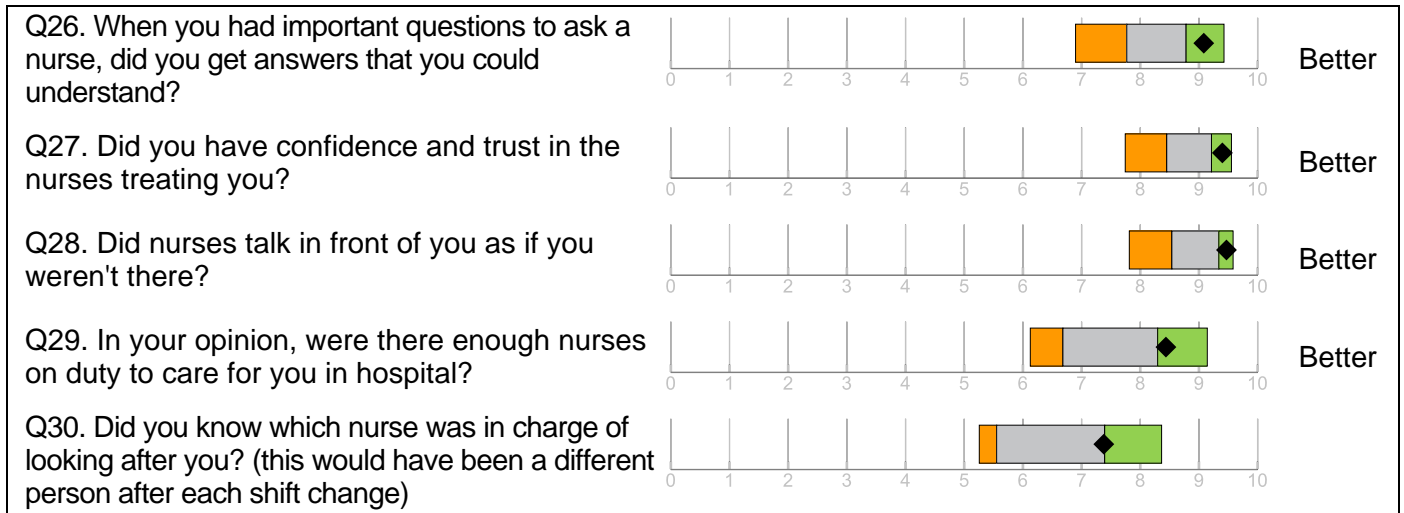 Q26. When you had important questions to ask a
nurse, did you get answers that you could
understand?
0 1 2 3 4 5 6 7 8 9 10
Better
Q27. Did you have confidence and trust in the
nurses treating you?
0 1 2 3 4 5 6 7 8 9 10
Better
Q28. Did nurses talk in front of you as if you
weren't there?
0 1 2 3 4 5 6 7 8 9 10
Better
Q29. In your opinion, were there enough nurses
on duty to care for you in hospital?
0 1 2 3 4 5 6 7 8 9 10
Better
Q30. Did you know which nurse was in charge of
looking after you? (this would have been a different
person after each shift change)
0 1 2 3 4 5 6 7 8 9 10